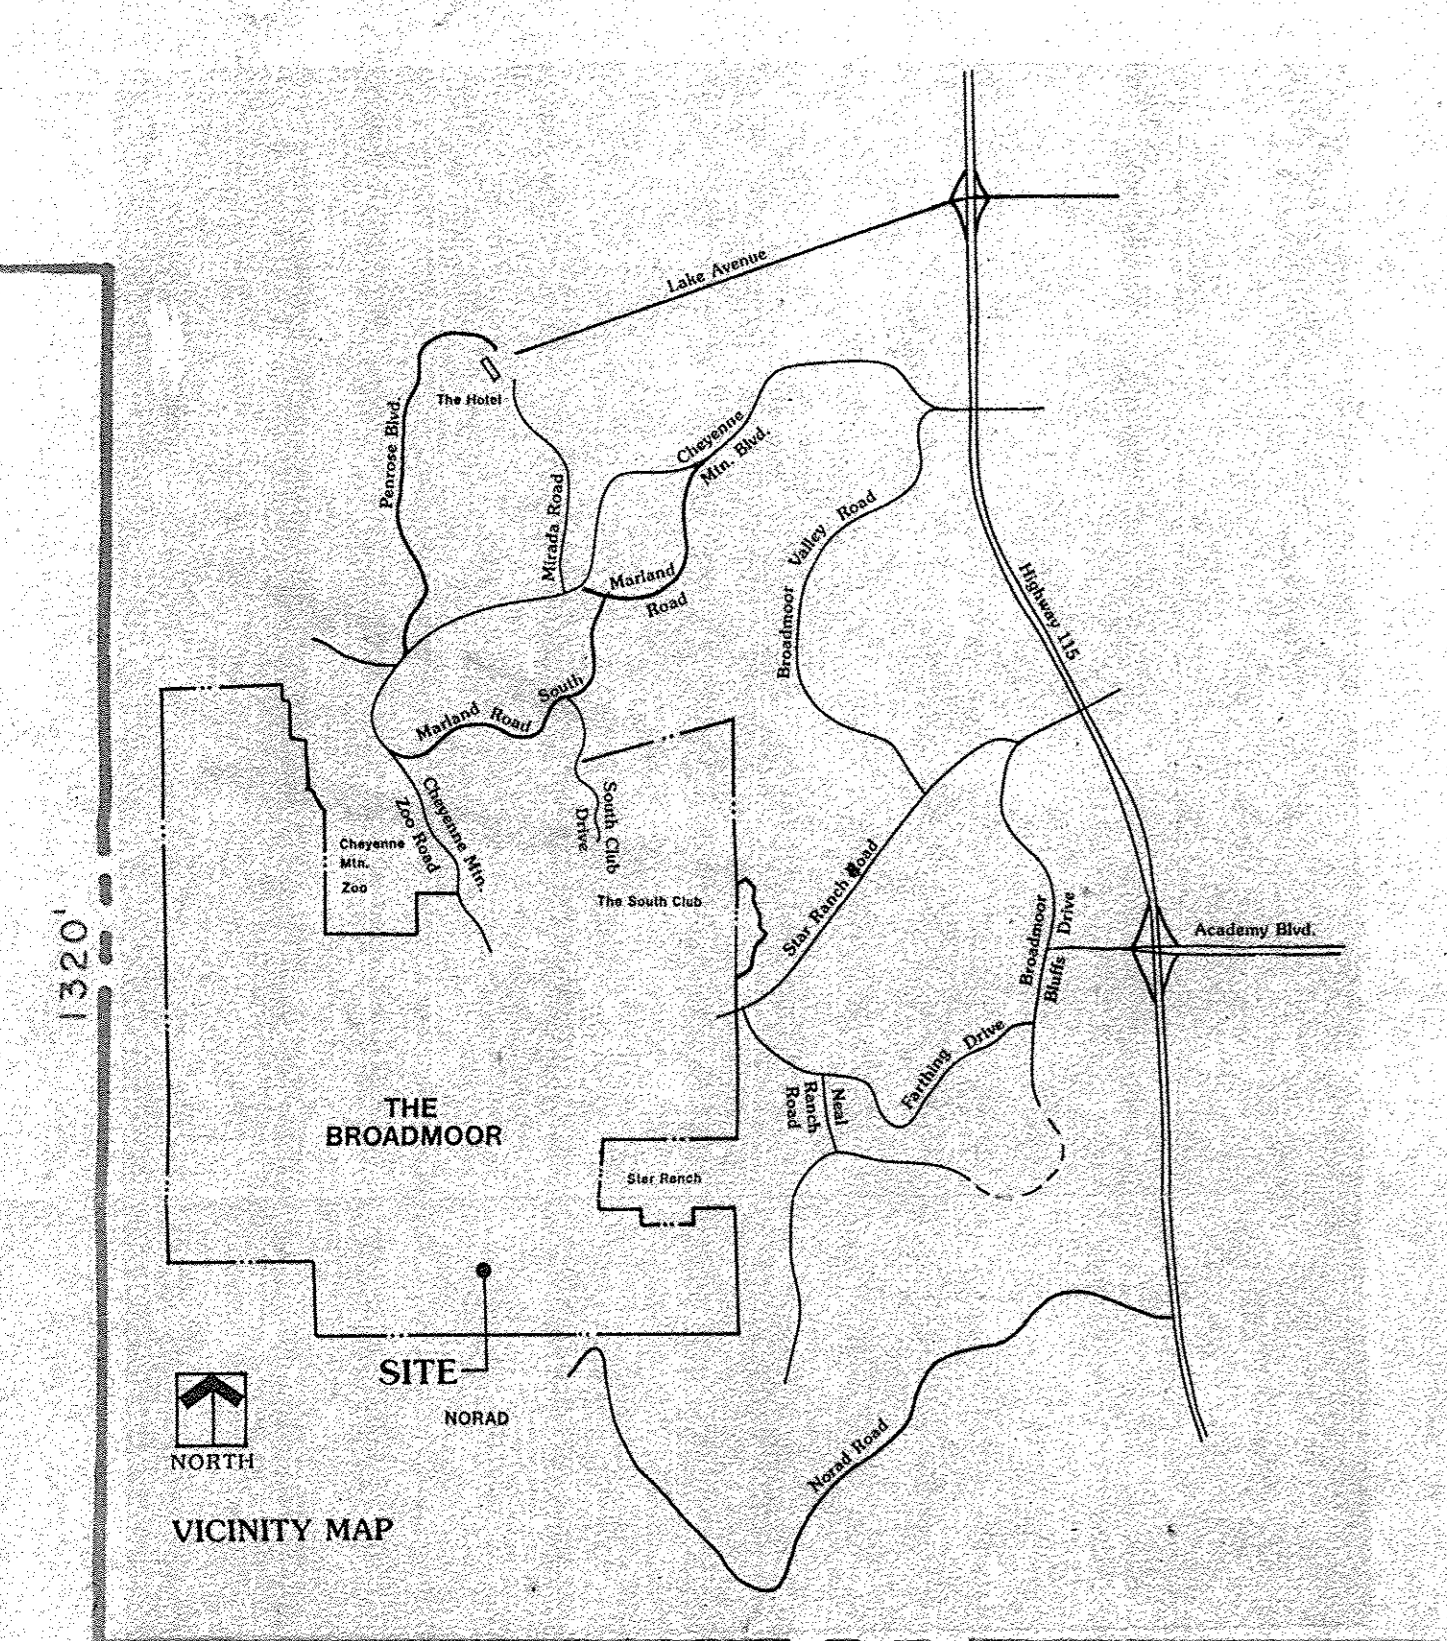 Lake Avenue
The Hotel
Penrose Blvd.
Cheyenne
Mtn. Blvd.
Mirada Road
Broadmoor Valley Road
Marland
Road
Highway 115
South
Marland Road
Cheyenne Mtn.
Zoo Road
South Club
Drive
Cheyenne
Mtn.
Zoo
The South Club
Star Ranch Road
Broadmoor
Bluffs Drive
Academy Blvd.
1320'
Farthing Drive
Neal
Ranch
Road
THE
BROADMOOR
Star Ranch
SITE
NORAD
NORTH
Norad Road
VICINITY MAP